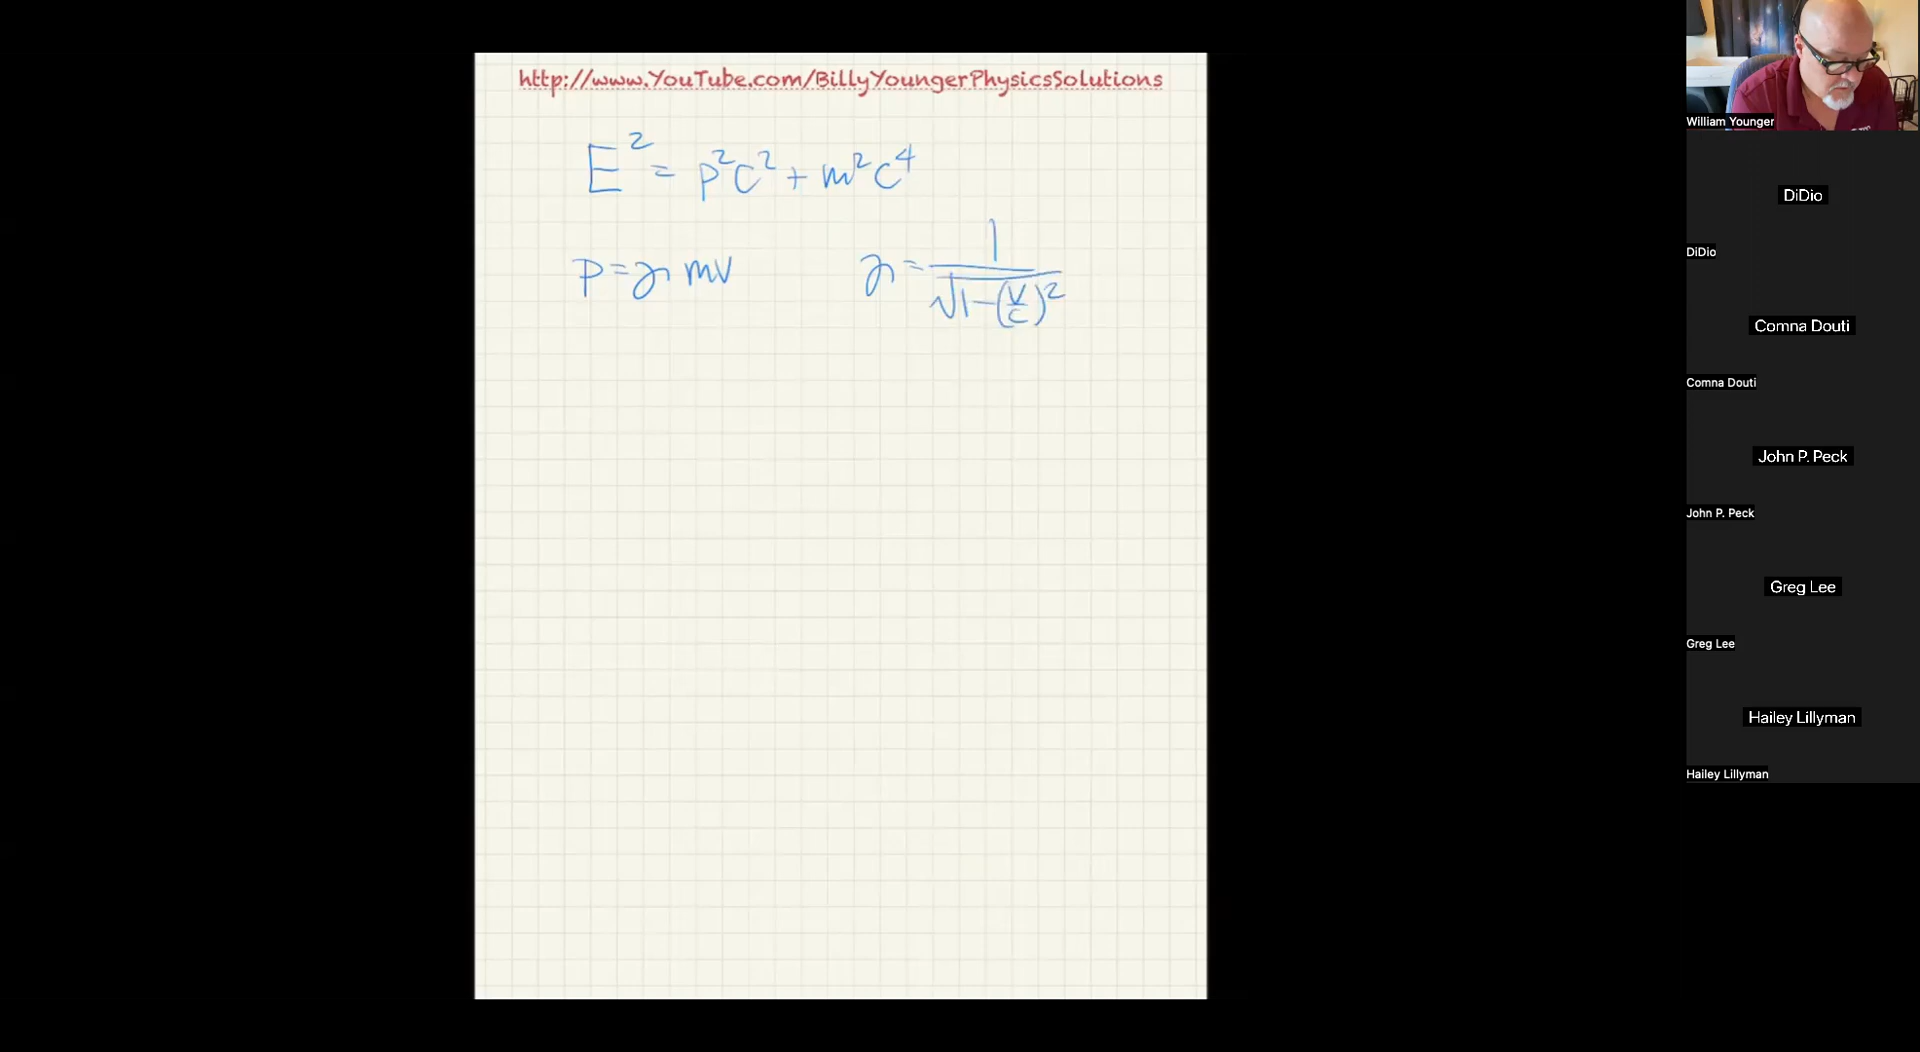 http://www.YouTube.com/BillyYoungerPhysicsSolutions
E² = p²c² + m²c⁴
p = γ mv
γ = 1/√(1-(v/c)²)
William Younger
DiDio
DiDio
Comna Douti
Comna Douti
John P. Peck
John P. Peck
Greg Lee
Greg Lee
Hailey Lillyman
Hailey Lillyman